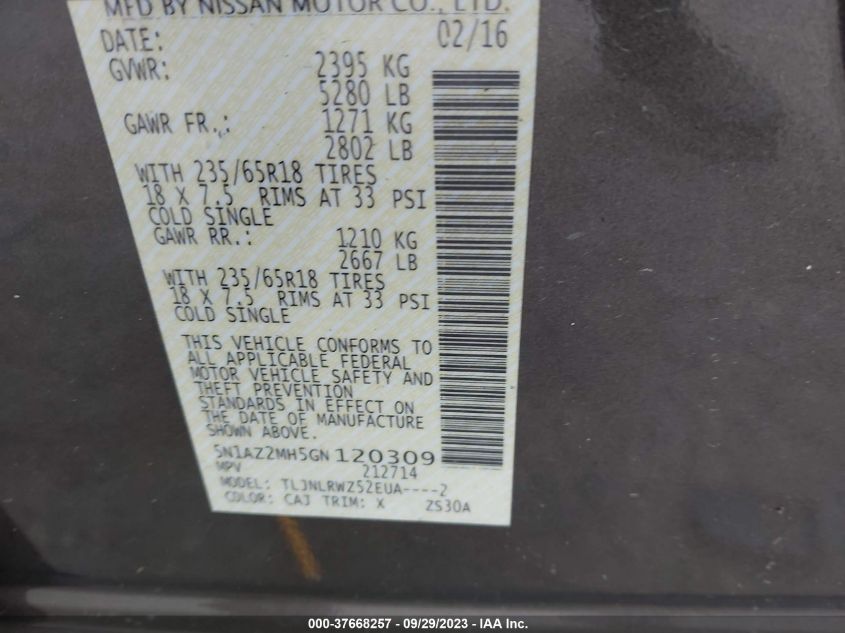 MFD BY NISSAN MOTOR CO., LTD.
DATE: 02/16
GVWR: 2395 KG
5280 LB
GAWR FR.: 1271 KG
2802 LB
WITH 235/65R18 TIRES
18 X 7.5 RIMS AT 33 PSI
COLD SINGLE
GAWR RR.: 1210 KG
2667 LB
WITH 235/65R18 TIRES
18 X 7.5 RIMS AT 33 PSI
COLD SINGLE
THIS VEHICLE CONFORMS TO
ALL APPLICABLE FEDERAL
MOTOR VEHICLE SAFETY AND
THEFT PREVENTION
STANDARDS IN EFFECT ON
THE DATE OF MANUFACTURE
SHOWN ABOVE.
5N1AZ2MH5GN 120309
MPV 212714
MODEL: TLJNLRWZ52EUA----2
COLOR: CAJ TRIM: X ZS30A
000-37668257 - 09/29/2023 - IAA Inc.